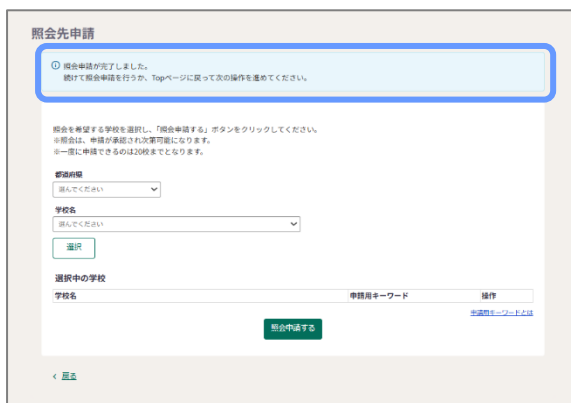 照会先申請
照会申請が完了しました。
続けて照会申請を行うか、Topページに戻って次の操作を進めてください。
照会を希望する学校を選択し、「照会申請する」ボタンをクリックしてください。
※照会は、申請が承認され次第可能になります。
※一度に申請できるのは20校までとなります。
都道府県
選んでください
学校名
選んでください
選択
選択中の学校
学校名 申請用キーワード 操作
申請用キーワードとは
照会申請する
< 戻る